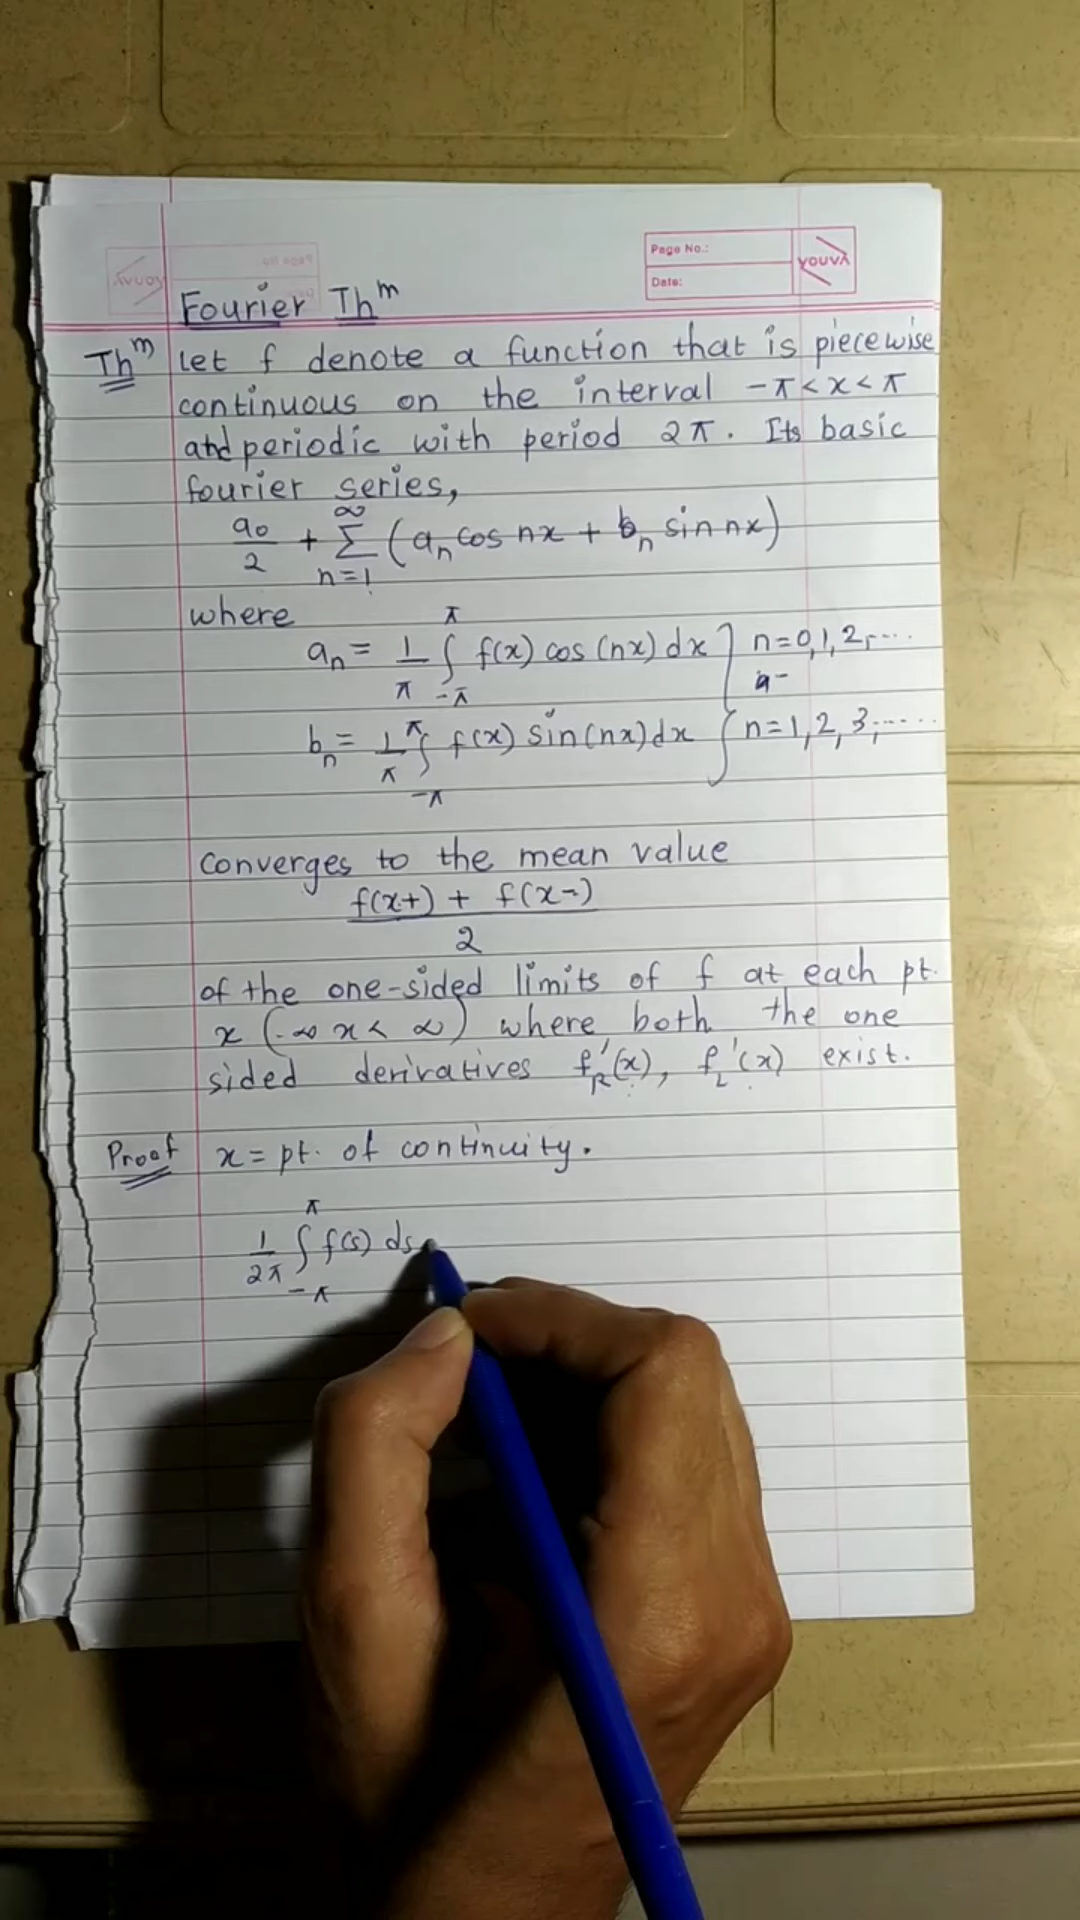 Page No.:
Date:
YOUVA
Fourier Thm
Thm Let f denote a function that is piecewise
continuous on the interval -π<x<π
and periodic with period 2π. Its basic
fourier series,
a0/2 + ∞Σn=1 (an cos nx + bn sin nx)
where
an = 1/π ∫-π^π f(x) cos (nx) dx } n=0,1,2,....
a-
bn = 1/π ∫-π^π f(x) sin(nx) dx } n=1,2,3,.....
converges to the mean value
f(x+) + f(x-)
2
of the one-sided limits of f at each pt.
x (-∞ x < ∞) where both the one
sided derivatives f'R(x), f'L(x) exist.
Proof x = pt. of continuity.
1/2π ∫-π^π f(s) ds